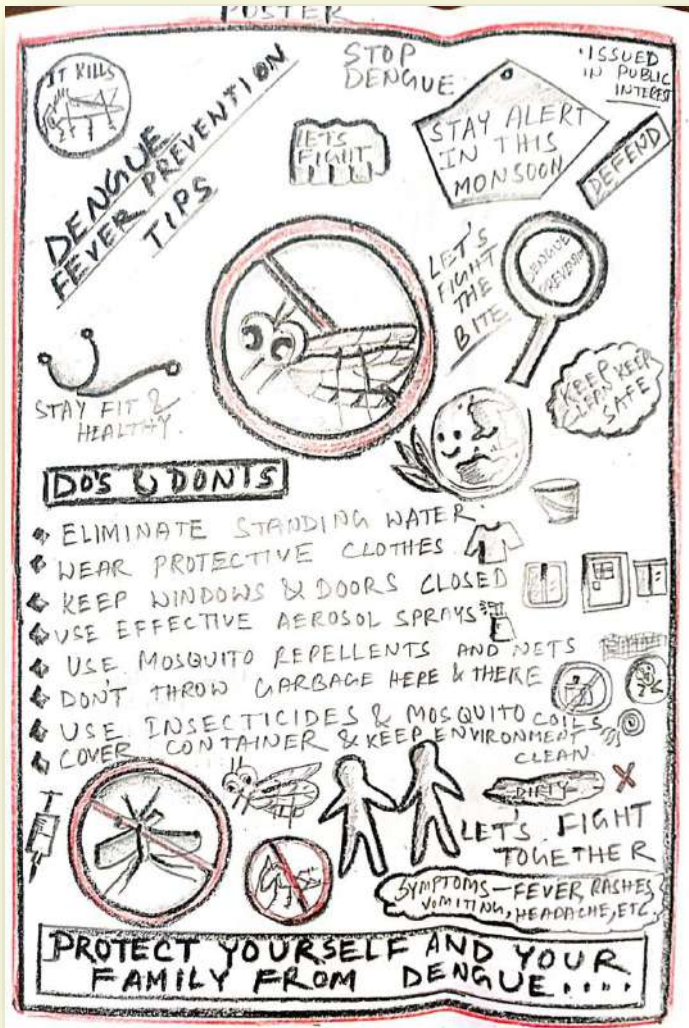 POSTER
IT KILLS
DENGUE
FEVER PREVENTION
TIPS
STOP
DENGUE
LETS
FIGHT
STAY ALERT
IN THIS
MONSOON
·ISSUED
IN PUBLIC
INTEREST
DEFEND
LET'S
FIGHT
THE
BITE
DENGUE
STAY FIT &
HEALTHY.
KEEP
CLEAN, KEEP
SAFE
DO'S & DONTS
ELIMINATE STANDING WATER
WEAR PROTECTIVE CLOTHES
KEEP WINDOWS & DOORS CLOSED
USE EFFECTIVE AEROSOL SPRAYS
USE MOSQUITO REPELLENTS AND NETS
DON'T THROW GARBAGE HERE & THERE
USE INSECTICIDES & MOSQUITO COILS
COVER CONTAINER & KEEP ENVIRONMENT
CLEAN
DIRTY
LET'S FIGHT
TOGETHER
SYMPTOMS – FEVER, RASHES
VOMITING, HEADACHE, ETC.
PROTECT YOURSELF AND YOUR
FAMILY FROM DENGUE....